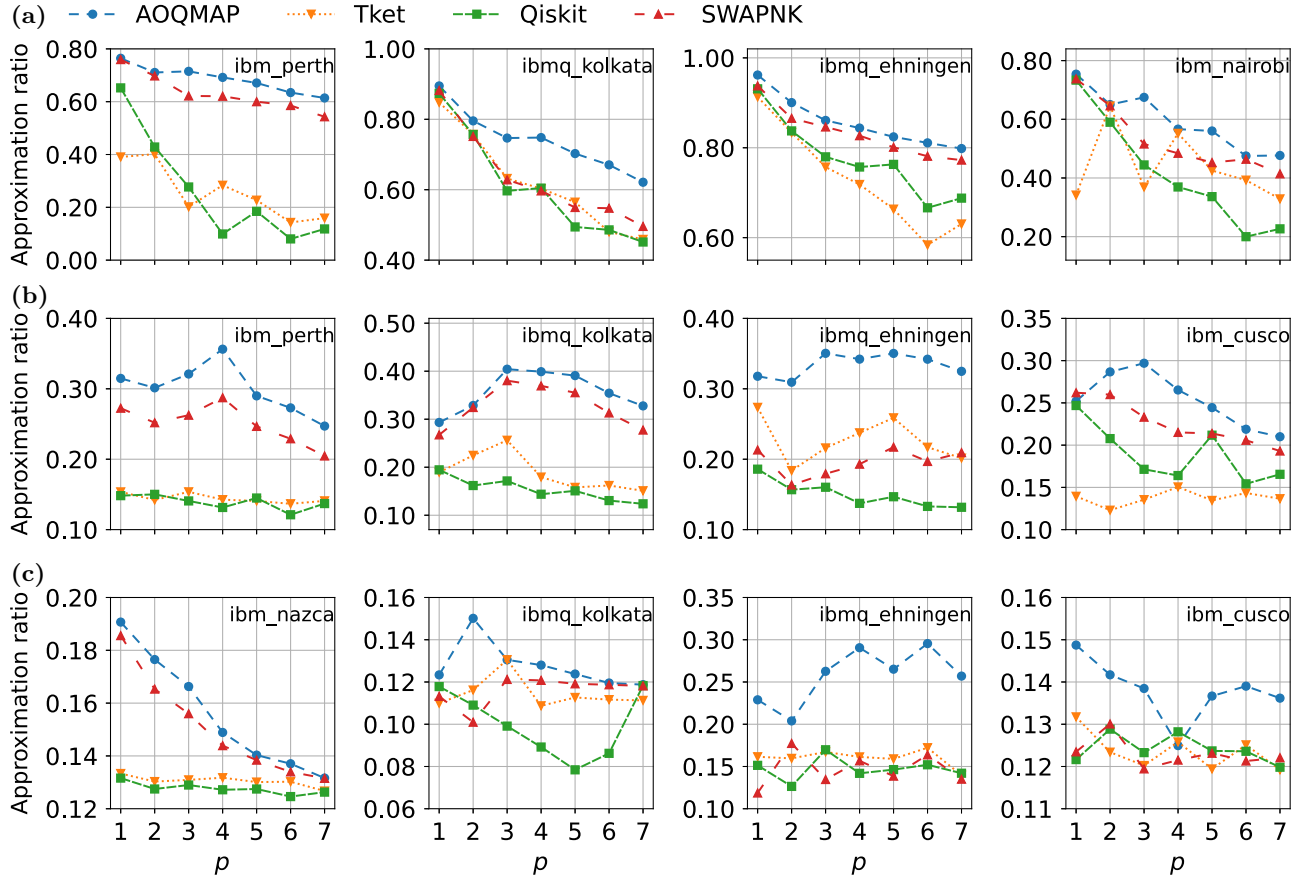 (a) AOQMAP Tket Qiskit SWAPNK
ibm_perth ibmq_kolkata ibmq_ehningen ibm_nairobi
Approximation ratio
0.80 0.60 0.40 0.20 0.00
1.00 0.80 0.60 0.40
1.00 0.80 0.60
0.80 0.60 0.40 0.20
(b)
ibm_perth ibmq_kolkata ibmq_ehningen ibm_cusco
Approximation ratio
0.40 0.30 0.20 0.10
0.50 0.40 0.30 0.20 0.10
0.40 0.30 0.20 0.10
0.35 0.30 0.25 0.20 0.15 0.10
(c)
ibm_nazca ibmq_kolkata ibmq_ehningen ibm_cusco
Approximation ratio
0.20 0.18 0.16 0.14 0.12
0.16 0.14 0.12 0.10 0.08 0.06
0.35 0.30 0.25 0.20 0.15 0.10
0.16 0.15 0.14 0.13 0.12 0.11
1 2 3 4 5 6 7 1 2 3 4 5 6 7 1 2 3 4 5 6 7 1 2 3 4 5 6 7
p p p p